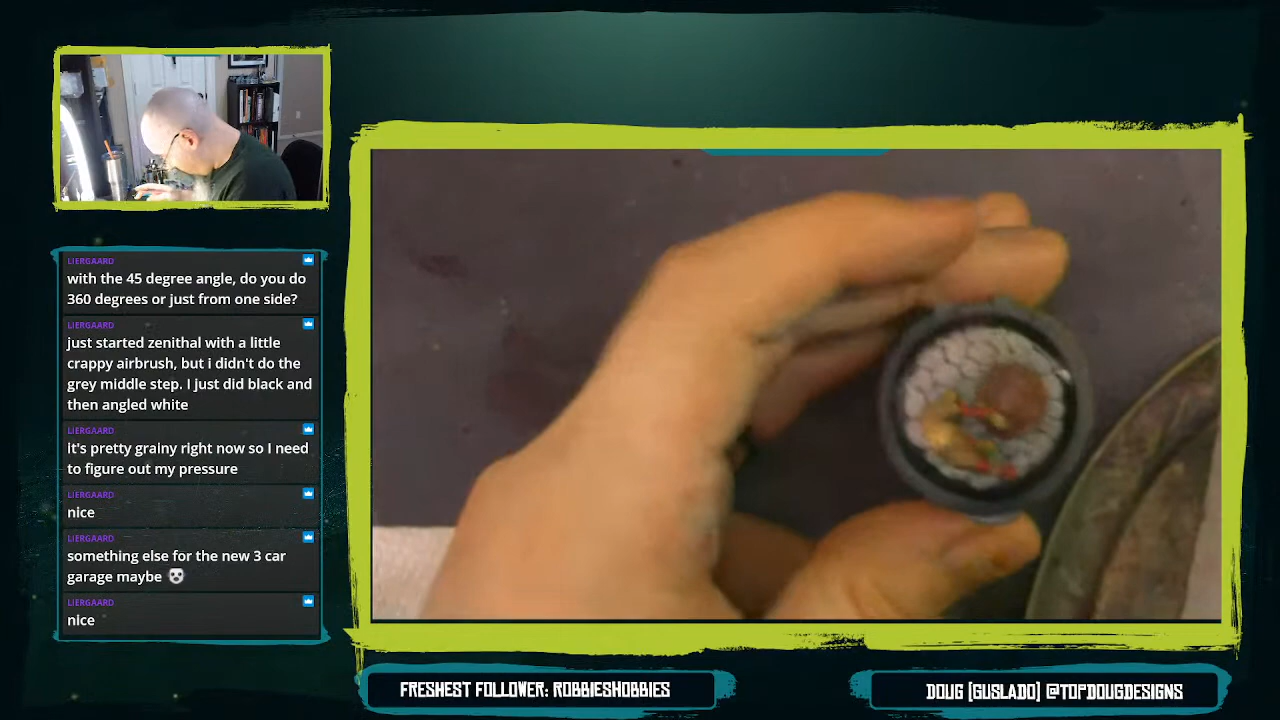 LIERGAARD
with the 45 degree angle, do you do
360 degrees or just from one side?
LIERGAARD
just started zenithal with a little
crappy airbrush, but i didn't do the
grey middle step. I just did black and
then angled white
LIERGAARD
It's pretty grainy right now so I need
to figure out my pressure
LIERGAARD
nice
LIERGAARD
something else for the new 3 car
garage maybe
LIERGAARD
nice
FRESHEST FOLLOWER: ROBBIESHOBBIES
DOUG [GUSLADO] @TOPDOUGDESIGNS